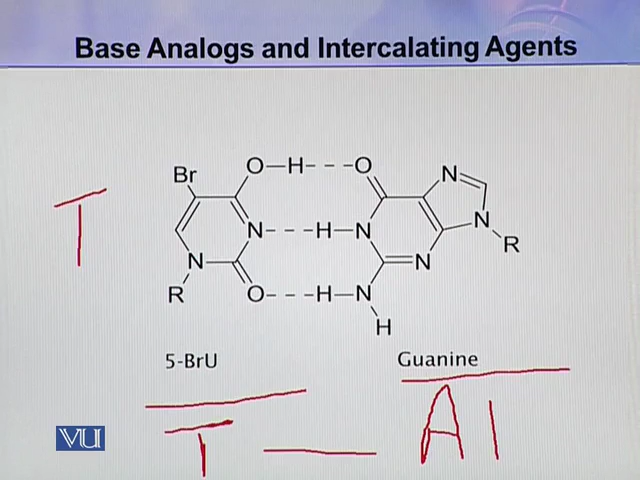 Base Analogs and Intercalating Agents
Br
O—H---O
N
N---H—N
N
R
T
N
N
R
O---H—N
H
5-BrU
Guanine
VU
T — A